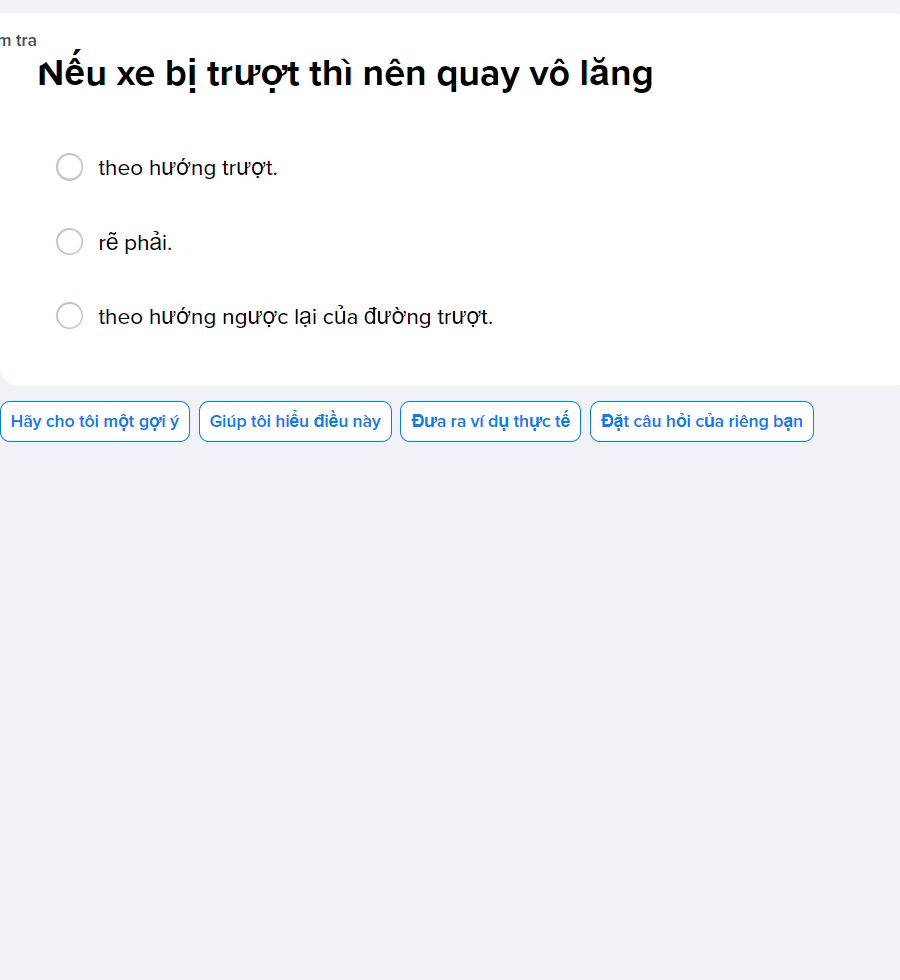 m tra
Nếu xe bị trượt thì nên quay vô lăng
theo hướng trượt.
rẽ phải.
theo hướng ngược lại của đường trượt.
Hãy cho tôi một gợi ý
Giúp tôi hiểu điều này
Đưa ra ví dụ thực tế
Đặt câu hỏi của riêng bạn